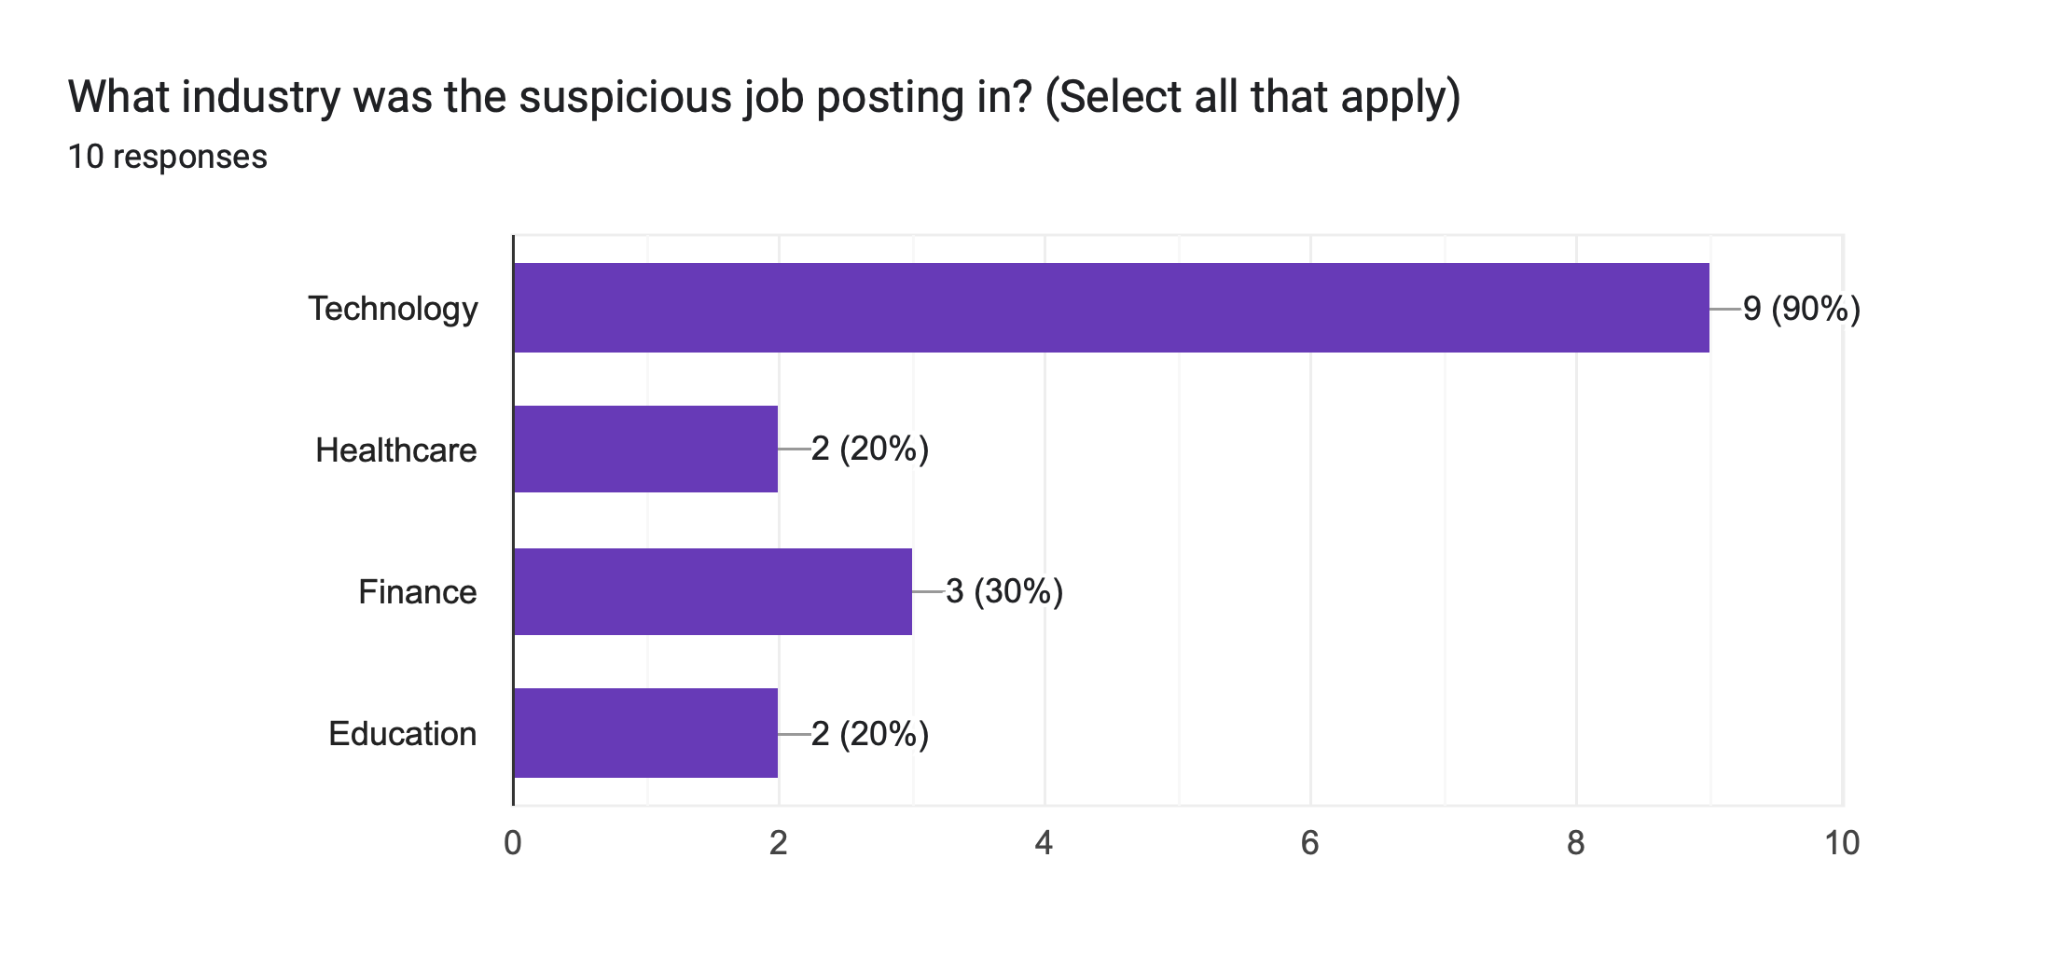 What industry was the suspicious job posting in? (Select all that apply)
10 responses
Technology 9 (90%)
Healthcare 2 (20%)
Finance 3 (30%)
Education 2 (20%)
0 2 4 6 8 10